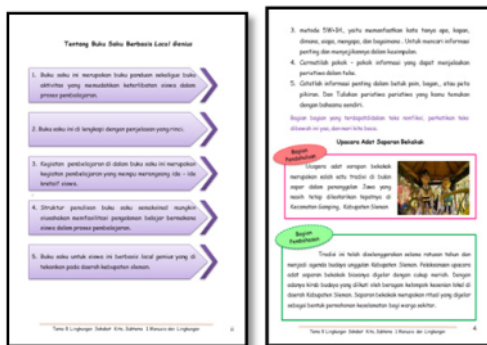 Tentang Buku Saku Berbasis Local Genius
1. Buku saku ini merupakan buku panduan sekaligus buku
aktivitas yang memudahkan keterlibatan siswa dalam
proses pembelajaran.
2. Buku saku ini di lengkapi dengan penjelasan yang rinci.
3. Kegiatan pembelajaran di dalam buku saku ini merupakan
kegiatan pembelajaran yang mampu merangsang ide - ide
kreatif siswa.
4. Struktur penulisan buku saku semaksimal mungkin
diusahakan memfasilitasi pengalaman belajar bermakna
siswa dalam proses pembelajaran.
5. Buku saku untuk siswa ini berbasis local genius yang di
tekankan pada daerah kabupaten sleman.
Tema 8 Lingkungan Sahabat Kita, Subtema 1 Manusia dan Lingkungan
3. metode 5W+1H, yaitu memanfaatkan kata tanya apa, kapan,
dimana, siapa, mengapa, dan bagaimana. Untuk mencari informasi
penting dan menyajikannya dalam kesimpulan.
4. Cermatilah pokok - pokok informasi yang dapat menjelaskan
peristiwa dalam teks.
5. Catatlah informasi penting dalam bentuk poin, bagan, atau peta
pikiran. Dan Tuliskan peristiwa peristiwa yang kamu temukan
dengan bahasamu sendiri.
Bagian bagian yang terdapatdidalam teks nonfiksi, perhatikan teks
dibawah ini yaa, dan mari kita baca.
Upacara Adat Saparan Bekakak
Bagian
Pendahuluan
adat sarapan bekakak
merupakan salah satu tradisi di bulan
sapar dalam penanggalan Jawa yang
masih tetap dilestarikan tepatnya di
Kecamatan Gamping, Kabupaten Sleman.
Bagian
Pembahasan
Tradisi ini telah diselenggarakan selama ratusan tahun dan
menjadi agenda budaya unggulan Kabupaten Sleman. Pelaksanaan upacara
adat saparan bekakak biasanya digelar dengan cukup meriah. Dengan
adanya kirab budaya yang diikuti oleh beragam kelompok kesenian lokal di
daerah Kabupaten Sleman. Saparan bekakak merupakan ritual yang digelar
sebagai bentuk permohonan keselamatan bagi warga sekitar.
Tema 8 Lingkungan Sahabat Kita, Subtema 1 Manusia dan Lingkungan